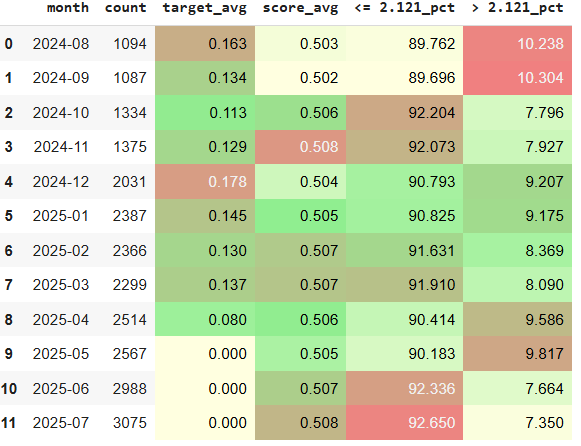 month count target_avg score_avg <= 2.121_pct > 2.121_pct
0 2024-08 1094 0.163 0.503 89.762 10.238
1 2024-09 1087 0.134 0.502 89.696 10.304
2 2024-10 1334 0.113 0.506 92.204 7.796
3 2024-11 1375 0.129 0.508 92.073 7.927
4 2024-12 2031 0.178 0.504 90.793 9.207
5 2025-01 2387 0.145 0.505 90.825 9.175
6 2025-02 2366 0.130 0.507 91.631 8.369
7 2025-03 2299 0.137 0.507 91.910 8.090
8 2025-04 2514 0.080 0.506 90.414 9.586
9 2025-05 2567 0.000 0.505 90.183 9.817
10 2025-06 2988 0.000 0.507 92.336 7.664
11 2025-07 3075 0.000 0.508 92.650 7.350